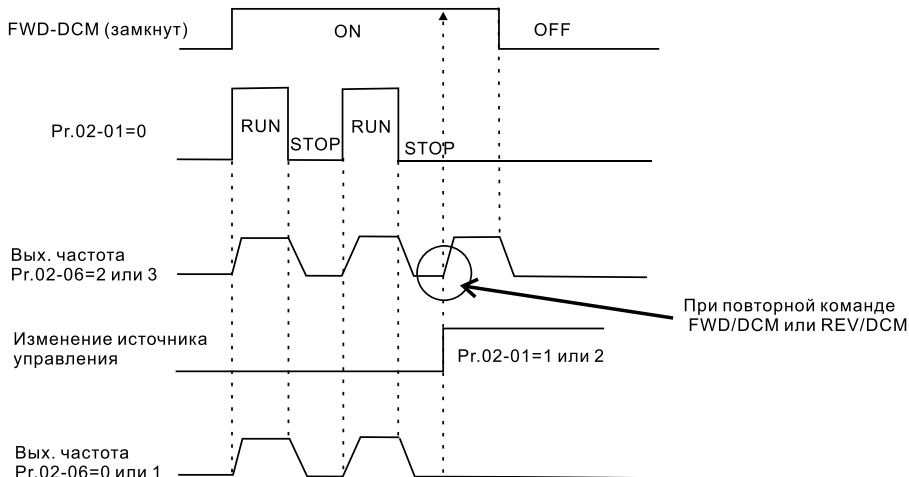 FWD-DCM (замкнут)
ON
OFF
Pr.02-01=0
RUN
STOP
RUN
STOP
Вых. частота
Pr.02-06=2 или 3
При повторной команде
FWD/DCM или REV/DCM
Изменение источника
управления
Pr.02-01=1 или 2
Вых. частота
Pr.02-06=0 или 1